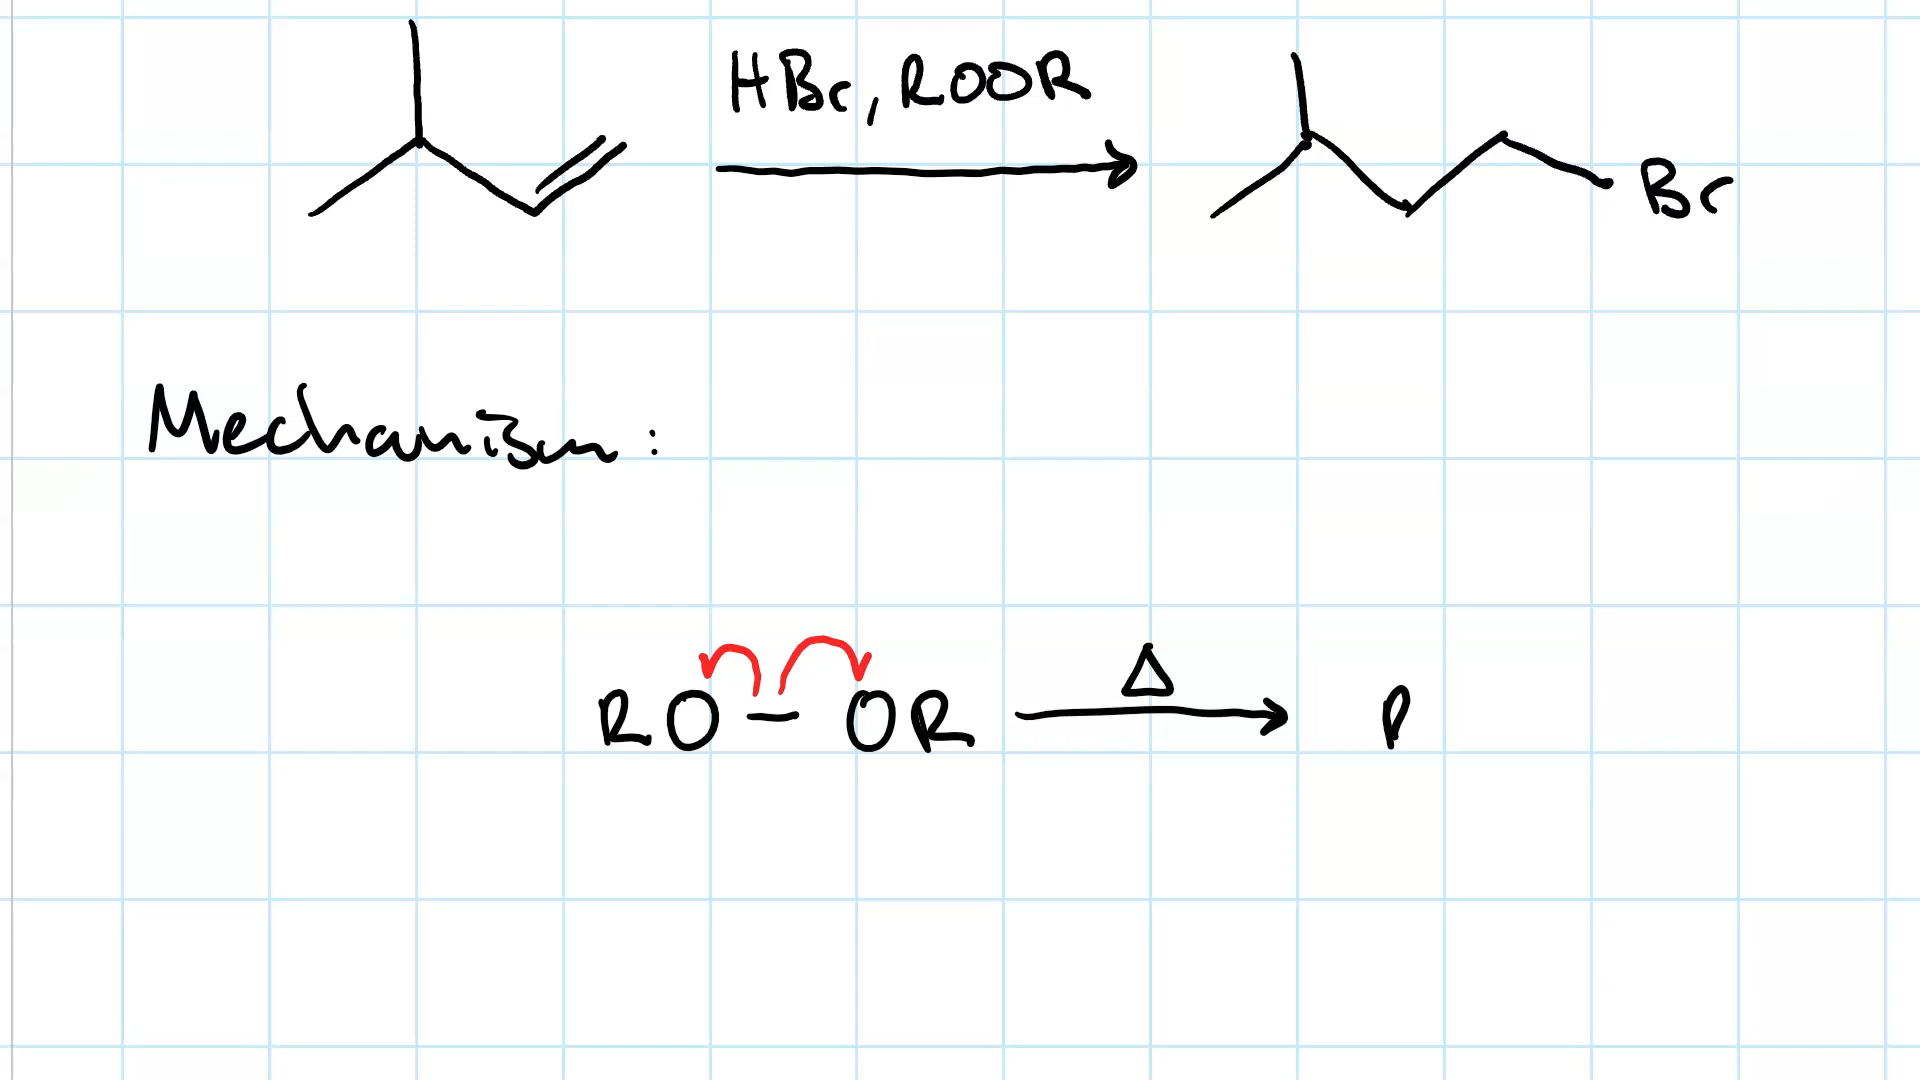 HBr, ROOR
Br
Mechanism:
Δ
RO – OR